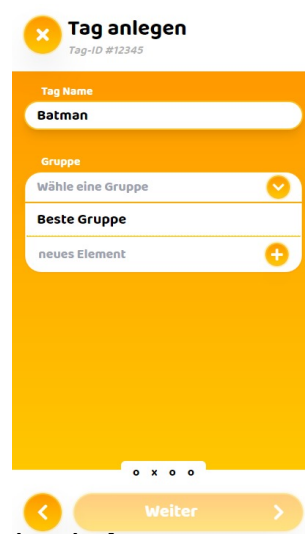 Tag anlegen
Tag-ID #12345
Tag Name
Batman
Gruppe
Wähle eine Gruppe
Beste Gruppe
neues Element
o x o o
Weiter